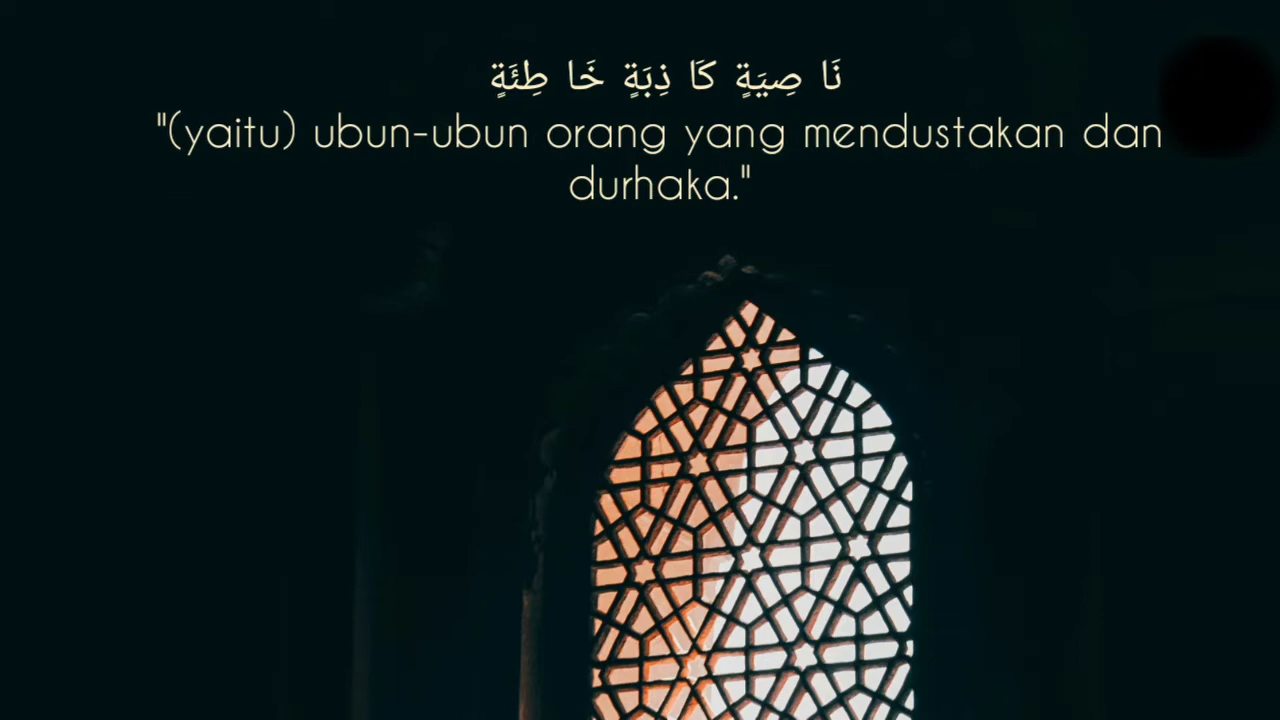 نَا صِيَةٍ كَا ذِبَةٍ خَا طِئَةٍ
"(yaitu) ubun-ubun orang yang mendustakan dan
durhaka."